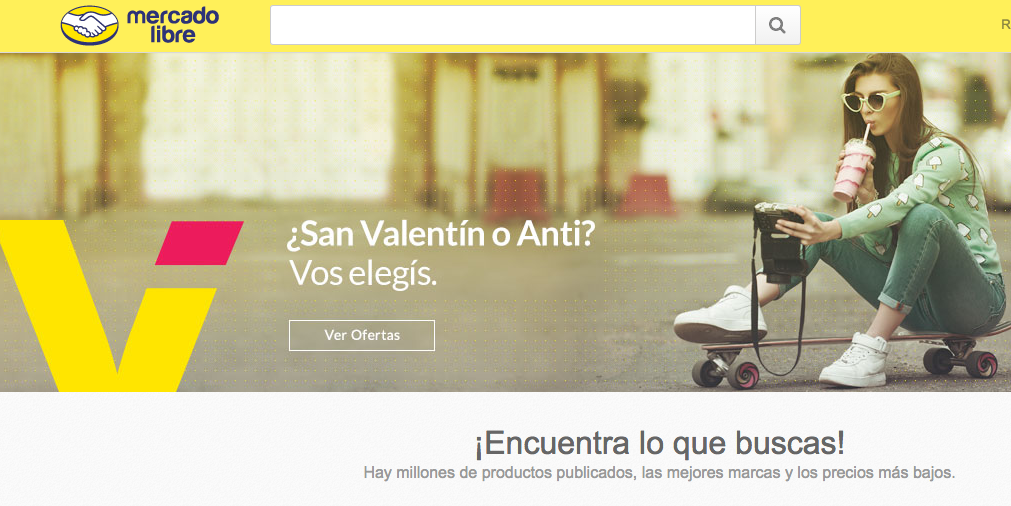 mercado
libre
R
¿San Valentín o Anti?
Vos elegís.
Ver Ofertas
¡Encuentra lo que buscas!
Hay millones de productos publicados, las mejores marcas y los precios más bajos.